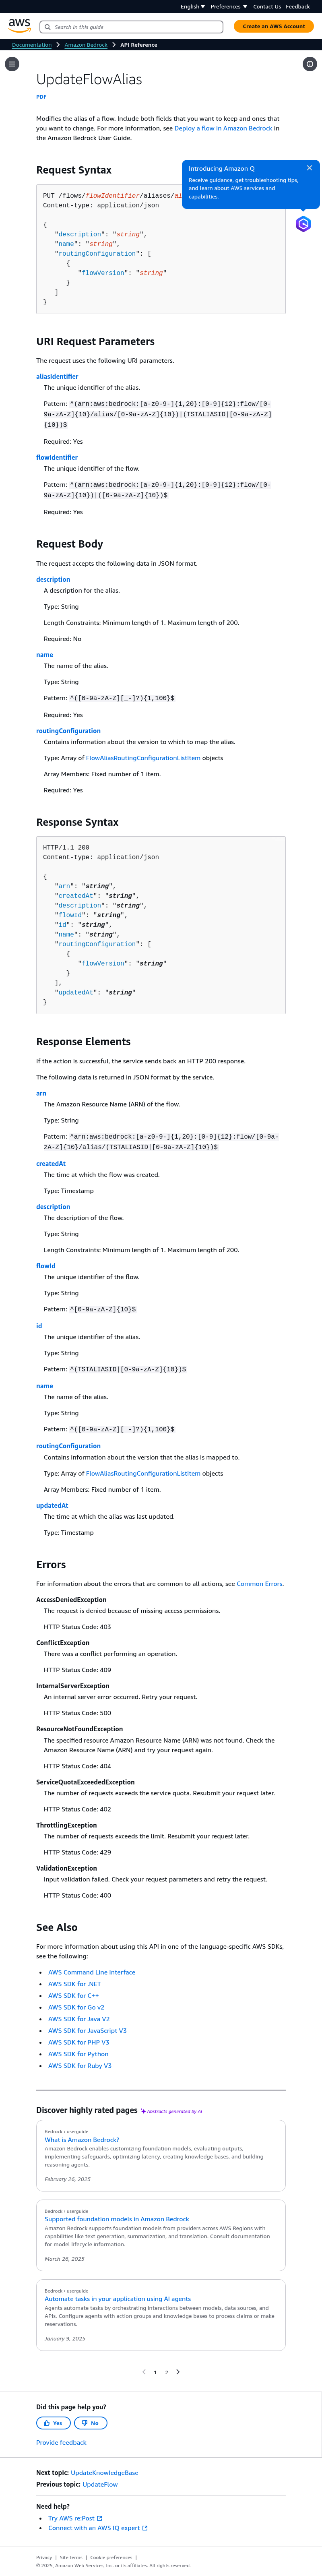 English
Preferences
Contact Us
Feedback
aws
Search in this guide
Create an AWS Account
Documentation
Amazon Bedrock
API Reference
UpdateFlowAlias
PDF
Modifies the alias of a flow. Include both fields that you want to keep and ones that you
want to change. For more information, see Deploy a flow in Amazon Bedrock in
the Amazon Bedrock User Guide.
Introducing Amazon Q
Receive guidance, get troubleshooting tips,
and learn about AWS services and
capabilities.
Request Syntax
PUT /flows/flowIdentifier/aliases/
Content-type: application/json
{
"description": "string",
"name": "string",
"routingConfiguration": [
{
"flowVersion": "string"
}
]
}
URI Request Parameters
The request uses the following URI parameters.
aliasIdentifier
The unique identifier of the alias.
Pattern: ^(arn:aws:bedrock:[a-z0-9-]{1,20}:[0-9]{12}:flow/[0-
9a-zA-Z]{10}/alias/[0-9a-zA-Z]{10})|(TSTALIASID|[0-9a-zA-Z]
{10})$
Required: Yes
flowIdentifier
The unique identifier of the flow.
Pattern: ^(arn:aws:bedrock:[a-z0-9-]{1,20}:[0-9]{12}:flow/[0-
9a-zA-Z]{10})|([0-9a-zA-Z]{10})$
Required: Yes
Request Body
The request accepts the following data in JSON format.
description
A description for the alias.
Type: String
Length Constraints: Minimum length of 1. Maximum length of 200.
Required: No
name
The name of the alias.
Type: String
Pattern: ^([0-9a-zA-Z][_-]?){1,100}$
Required: Yes
routingConfiguration
Contains information about the version to which to map the alias.
Type: Array of FlowAliasRoutingConfigurationListItem objects
Array Members: Fixed number of 1 item.
Required: Yes
Response Syntax
HTTP/1.1 200
Content-type: application/json
{
"arn": "string",
"createdAt": "string",
"description": "string",
"flowId": "string",
"id": "string",
"name": "string",
"routingConfiguration": [
{
"flowVersion": "string"
}
],
"updatedAt": "string"
}
Response Elements
If the action is successful, the service sends back an HTTP 200 response.
The following data is returned in JSON format by the service.
arn
The Amazon Resource Name (ARN) of the flow.
Type: String
Pattern: ^arn:aws:bedrock:[a-z0-9-]{1,20}:[0-9]{12}:flow/[0-9a-
zA-Z]{10}/alias/(TSTALIASID|[0-9a-zA-Z]{10})$
createdAt
The time at which the flow was created.
Type: Timestamp
description
The description of the flow.
Type: String
Length Constraints: Minimum length of 1. Maximum length of 200.
flowId
The unique identifier of the flow.
Type: String
Pattern: ^[0-9a-zA-Z]{10}$
id
The unique identifier of the alias.
Type: String
Pattern: ^(TSTALIASID|[0-9a-zA-Z]{10})$
name
The name of the alias.
Type: String
Pattern: ^([0-9a-zA-Z][_-]?){1,100}$
routingConfiguration
Contains information about the version that the alias is mapped to.
Type: Array of FlowAliasRoutingConfigurationListItem objects
Array Members: Fixed number of 1 item.
updatedAt
The time at which the alias was last updated.
Type: Timestamp
Errors
For information about the errors that are common to all actions, see Common Errors.
AccessDeniedException
The request is denied because of missing access permissions.
HTTP Status Code: 403
ConflictException
There was a conflict performing an operation.
HTTP Status Code: 409
InternalServerException
An internal server error occurred. Retry your request.
HTTP Status Code: 500
ResourceNotFoundException
The specified resource Amazon Resource Name (ARN) was not found. Check the
Amazon Resource Name (ARN) and try your request again.
HTTP Status Code: 404
ServiceQuotaExceededException
The number of requests exceeds the service quota. Resubmit your request later.
HTTP Status Code: 402
ThrottlingException
The number of requests exceeds the limit. Resubmit your request later.
HTTP Status Code: 429
ValidationException
Input validation failed. Check your request parameters and retry the request.
HTTP Status Code: 400
See Also
For more information about using this API in one of the language-specific AWS SDKs,
see the following:
• AWS Command Line Interface
• AWS SDK for .NET
• AWS SDK for C++
• AWS SDK for Go v2
• AWS SDK for Java V2
• AWS SDK for JavaScript V3
• AWS SDK for PHP V3
• AWS SDK for Python
• AWS SDK for Ruby V3
Discover highly rated pages Abstracts generated by AI
Bedrock › userguide
What is Amazon Bedrock?
Amazon Bedrock enables customizing foundation models, evaluating outputs,
implementing safeguards, optimizing latency, creating knowledge bases, and building
reasoning agents.
February 26, 2025
Bedrock › userguide
Supported foundation models in Amazon Bedrock
Amazon Bedrock supports foundation models from providers across AWS Regions with
capabilities like text generation, summarization, and translation. Consult documentation
for model lifecycle information.
March 26, 2025
Bedrock › userguide
Automate tasks in your application using AI agents
Agents automate tasks by orchestrating interactions between models, data sources, and
APIs. Configure agents with action groups and knowledge bases to process claims or make
reservations.
January 9, 2025
1 2
Did this page help you?
Yes
No
Provide feedback
Next topic: UpdateKnowledgeBase
Previous topic: UpdateFlow
Need help?
• Try AWS re:Post
• Connect with an AWS IQ expert
Privacy | Site terms | Cookie preferences |
© 2025, Amazon Web Services, Inc. or its affiliates. All rights reserved.